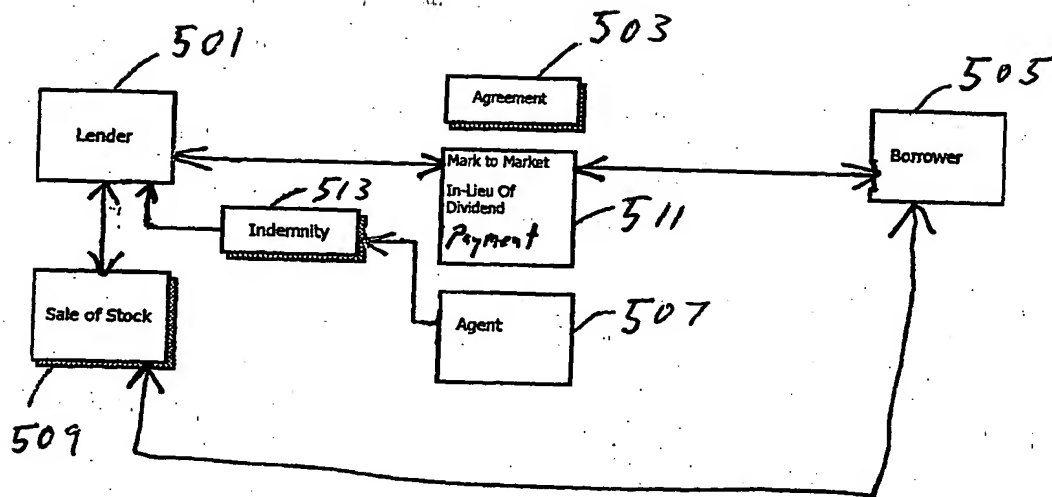 501
503
505
Lender
Agreement
Borrower
Mark to Market
In-Lieu Of
Dividend
Payment
511
513
Indemnity
Sale of Stock
Agent
507
509